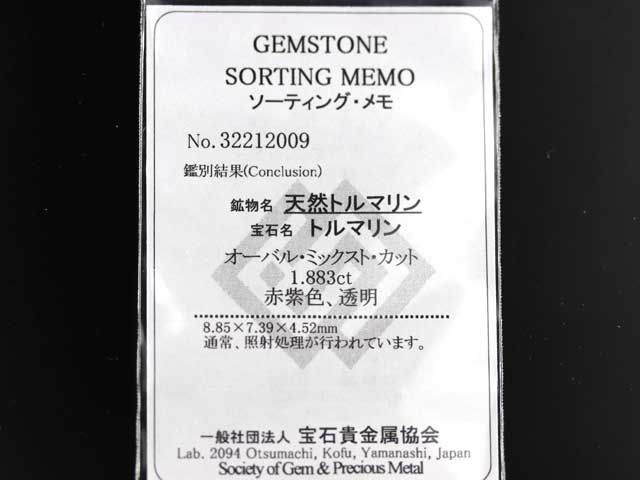 GEMSTONE
SORTING MEMO
ソーティング・メモ
No. 32212009
鑑別結果(Conclusion)
鉱物名 天然トルマリン
宝石名 トルマリン
オーバル・ミックスト・カット
1.883ct
赤紫色、透明
8.85×7.39×4.52mm
通常、照射処理が行われています。
一般社団法人 宝石貴金属協会
Lab. 2094 Otsumachi, Kofu, Yamanashi, Japan
Society of Gem & Precious Metal